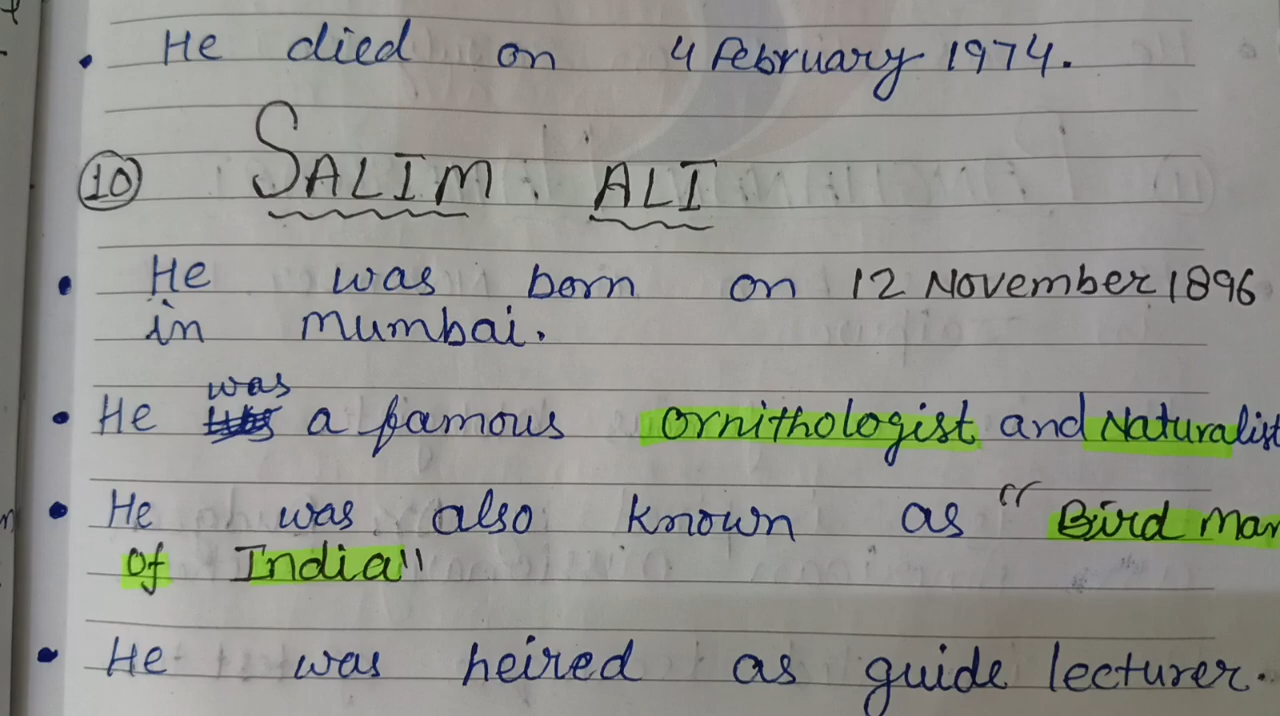 • He died on 4 February 1974.
10 SALIM ALI
• He was born on 12 November 1896
in mumbai.
• He was a famous ornithologist and Naturalist
• He was also known as "Bird Man
of India"
• He was heired as guide lecturer.